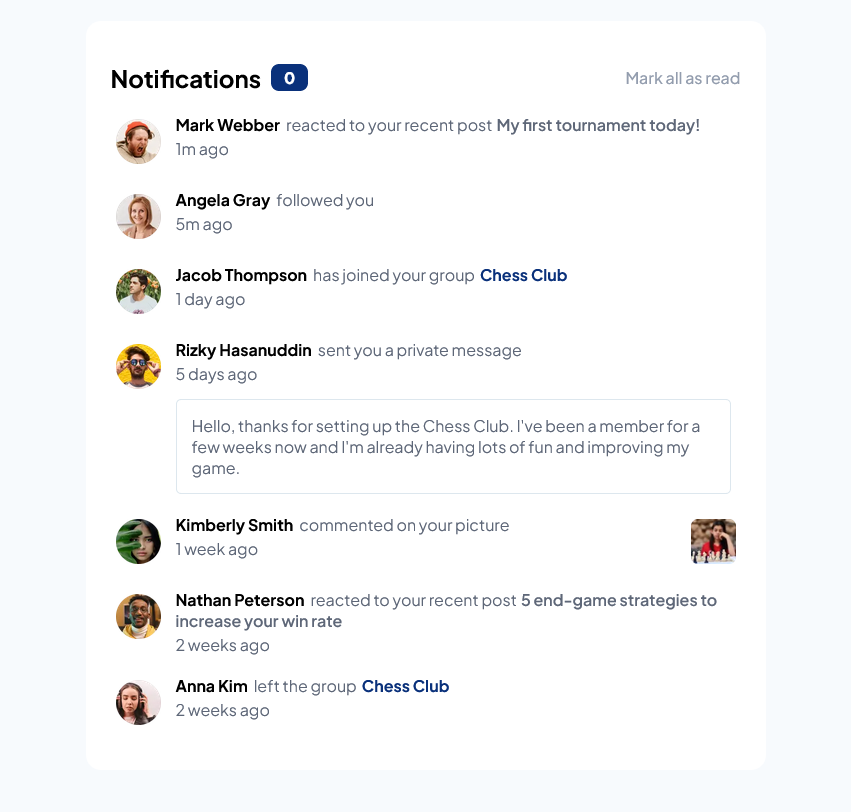 Notifications 0 Mark all as read
Mark Webber reacted to your recent post My first tournament today!
1m ago
Angela Gray followed you
5m ago
Jacob Thompson has joined your group Chess Club
1 day ago
Rizky Hasanuddin sent you a private message
5 days ago
Hello, thanks for setting up the Chess Club. I've been a member for a
few weeks now and I'm already having lots of fun and improving my
game.
Kimberly Smith commented on your picture
1 week ago
Nathan Peterson reacted to your recent post 5 end-game strategies to
increase your win rate
2 weeks ago
Anna Kim left the group Chess Club
2 weeks ago